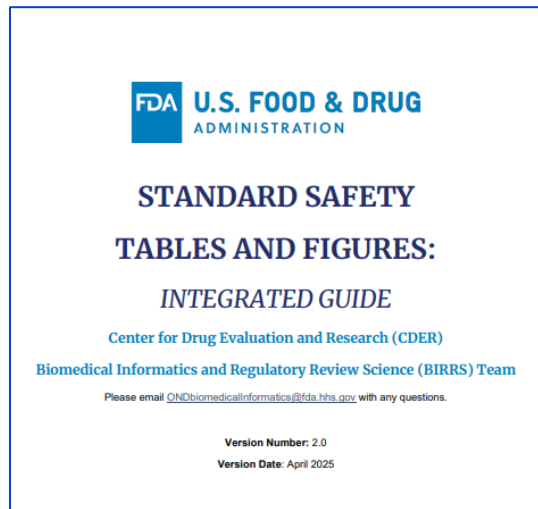 FDA U.S. FOOD & DRUG
ADMINISTRATION
STANDARD SAFETY
TABLES AND FIGURES:
INTEGRATED GUIDE
Center for Drug Evaluation and Research (CDER)
Biomedical Informatics and Regulatory Review Science (BIRRS) Team
Please email ONDbiomedicalInformatics@fda.hhs.gov with any questions.
Version Number: 2.0
Version Date: April 2025